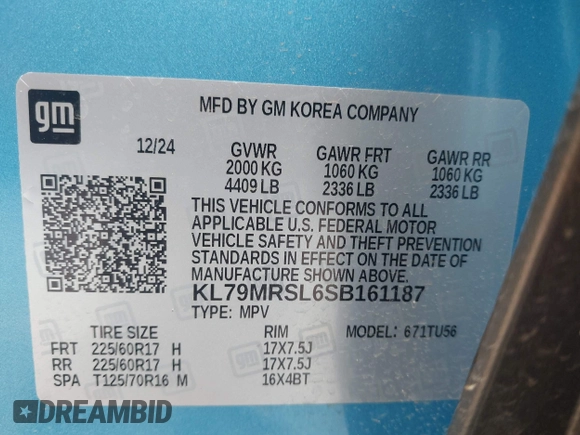 gm
MFD BY GM KOREA COMPANY
12/24 GVWR GAWR FRT GAWR RR
2000 KG 1060 KG 1060 KG
4409 LB 2336 LB 2336 LB
THIS VEHICLE CONFORMS TO ALL
APPLICABLE U.S. FEDERAL MOTOR
VEHICLE SAFETY AND THEFT PREVENTION
STANDARDS IN EFFECT ON THE DATE OF
MANUFACTURE SHOWN ABOVE.
KL79MRSL6SB161187
TYPE: MPV MODEL: 671TU56
TIRE SIZE RIM
FRT 225/60R17 H 17X7.5J
RR 225/60R17 H 17X7.5J
SPA T125/70R16 M 16X4BT
DREAMBID